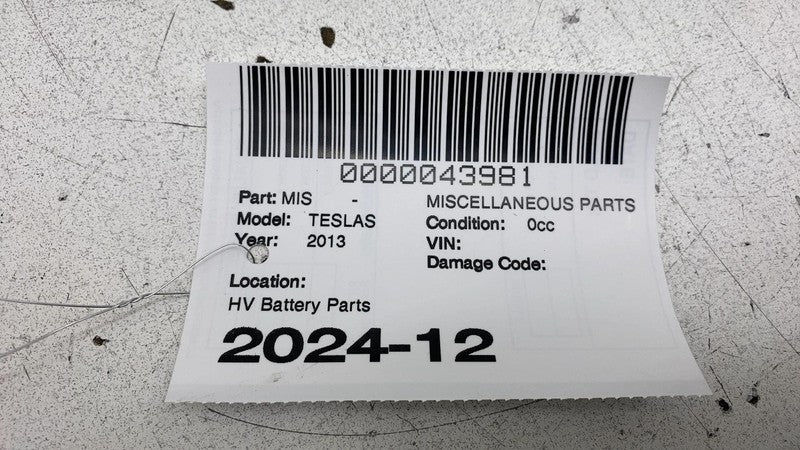 0000043981
Part: MIS - MISCELLANEOUS PARTS
Model: TESLAS Condition: 0cc
Year: 2013 VIN:
Damage Code:
Location:
HV Battery Parts
2024-12